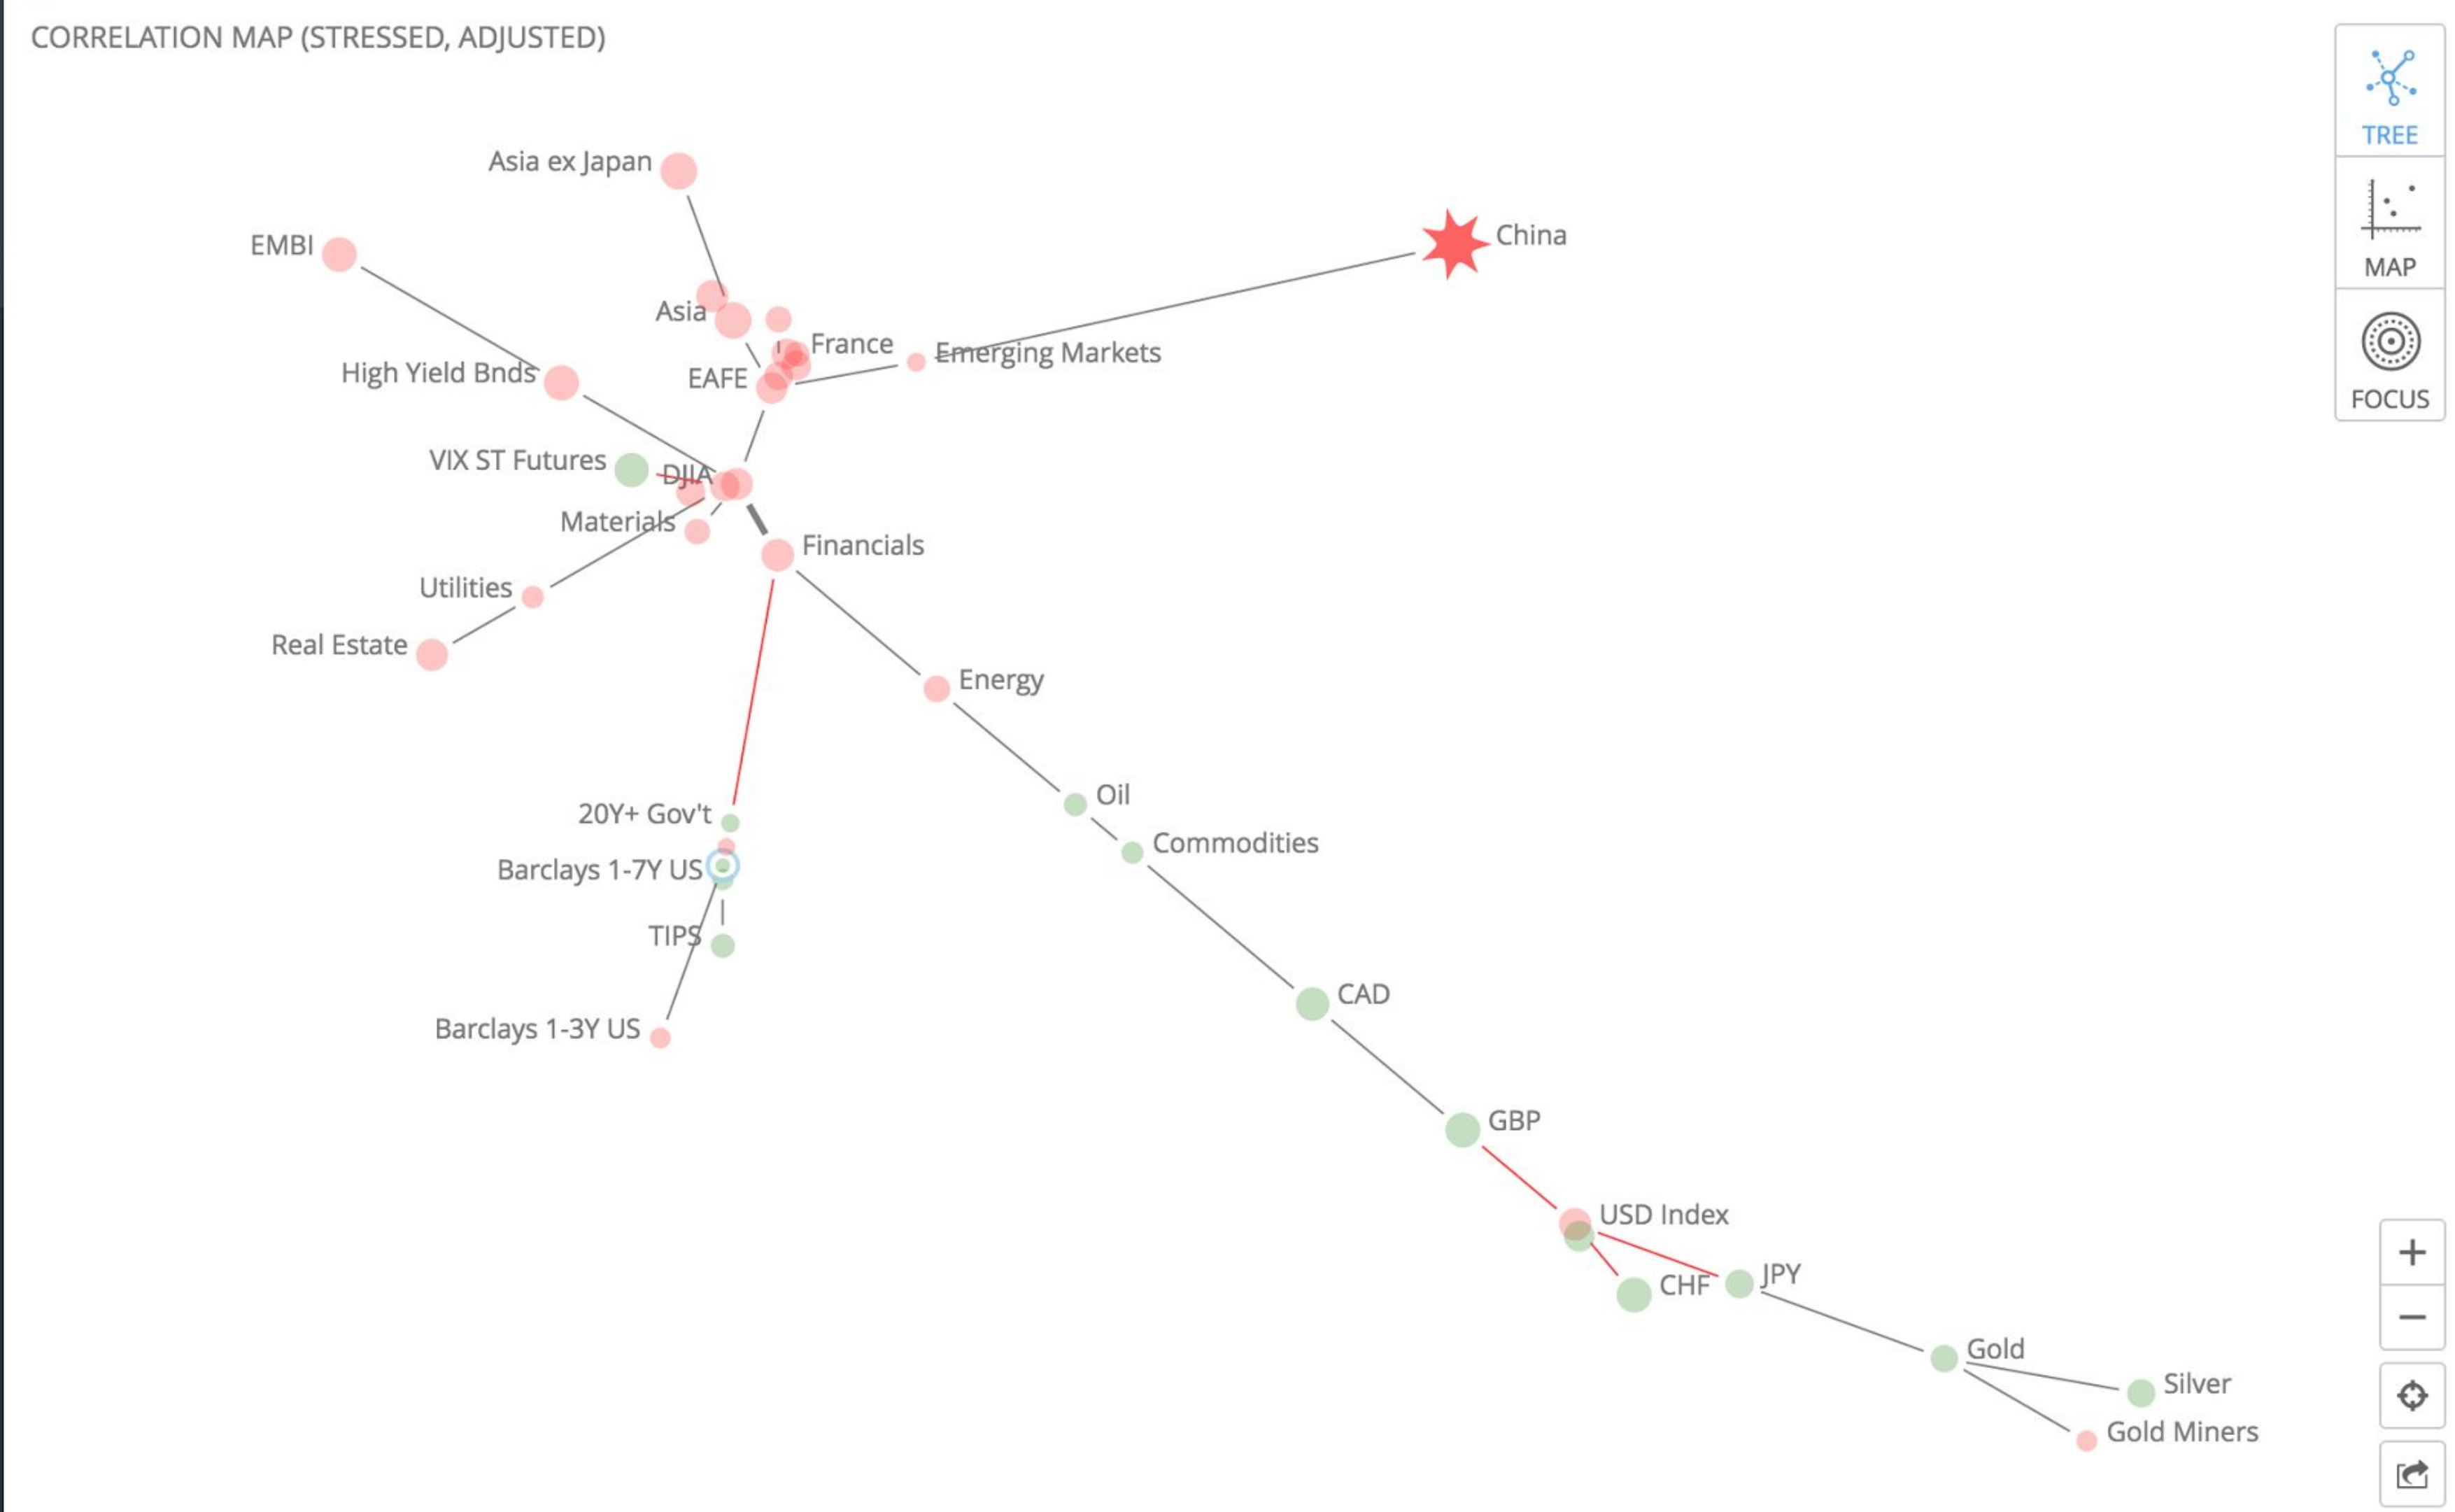 CORRELATION MAP (STRESSED, ADJUSTED)
TREE
Asia ex Japan
China
EMBI
MAP
Asia
France
Emerging Markets
High Yield Bnds
EAFE
FOCUS
VIX ST Futures
DJIA
Materials
Financials
Utilities
Real Estate
Energy
Oil
20Y+ Gov't
Commodities
Barclays 1-7Y US
TIPS
CAD
Barclays 1-3Y US
GBP
USD Index
CHF
JPY
Gold
Silver
Gold Miners